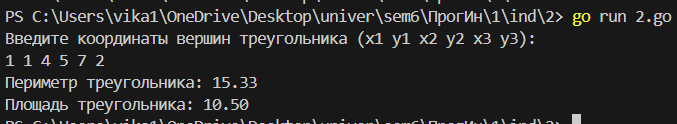 PS C:\Users\vika1\OneDrive\Desktop\univer\sem6\ПрогИн\1\ind\2> go run 2.go
Введите координаты вершин треугольника (x1 y1 x2 y2 x3 y3):
1 1 4 5 7 2
Периметр треугольника: 15.33
Площадь треугольника: 10.50
PS C:\Users\vika1\OneDrive\Desktop\univer\sem6\ПрогИн\1\ind\2>